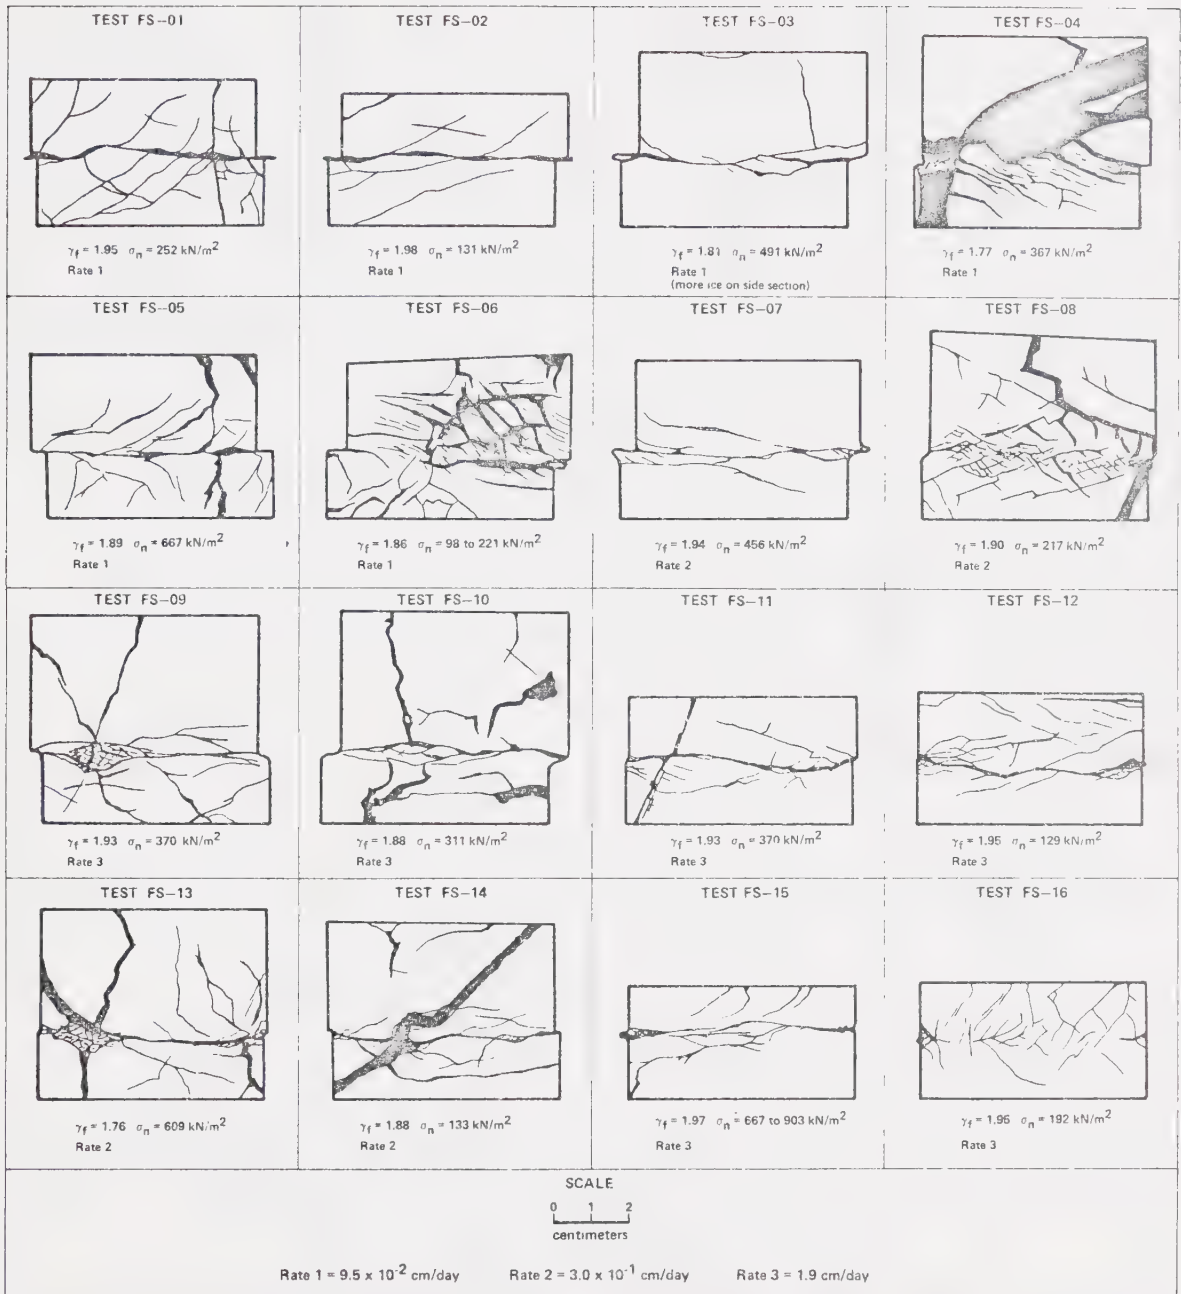 TEST FS-01
TEST FS-02
TEST FS-03
TEST FS-04
γf = 1.95 σn = 252 kN/m²
Rate 1
γf = 1.98 σn = 131 kN/m²
Rate 1
γf = 1.81 σn = 491 kN/m²
Rate 1
(more ice on side section)
γf = 1.77 σn = 367 kN/m²
Rate 1
TEST FS-05
TEST FS-06
TEST FS-07
TEST FS-08
γf = 1.89 σn = 667 kN/m²
Rate 1
γf = 1.86 σn = 98 to 221 kN/m²
Rate 1
γf = 1.94 σn = 456 kN/m²
Rate 2
γf = 1.90 σn = 217 kN/m²
Rate 2
TEST FS-09
TEST FS-10
TEST FS-11
TEST FS-12
γf = 1.93 σn = 370 kN/m²
Rate 3
γf = 1.88 σn = 311 kN/m²
Rate 3
γf = 1.93 σn = 370 kN/m²
Rate 3
γf = 1.95 σn = 129 kN/m²
Rate 3
TEST FS-13
TEST FS-14
TEST FS-15
TEST FS-16
γf = 1.76 σn = 609 kN/m²
Rate 2
γf = 1.88 σn = 133 kN/m²
Rate 2
γf = 1.97 σn = 667 to 903 kN/m²
Rate 3
γf = 1.95 σn = 192 kN/m²
Rate 3
SCALE
0 1 2
centimeters
Rate 1 = 9.5 x 10⁻² cm/day Rate 2 = 3.0 x 10⁻¹ cm/day Rate 3 = 1.9 cm/day